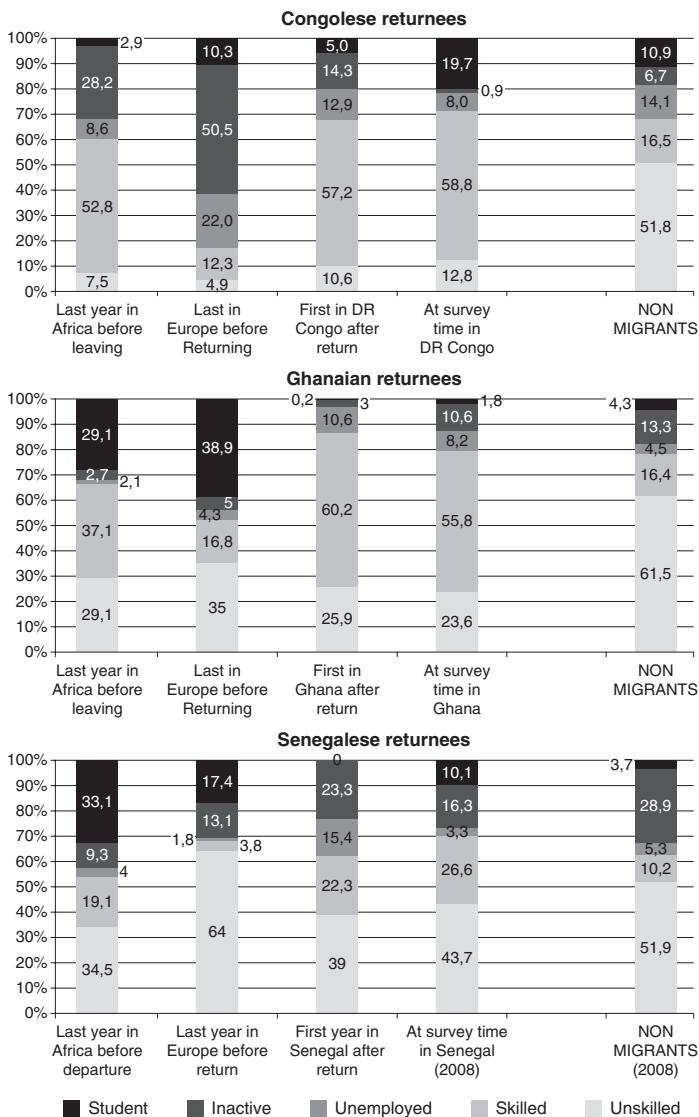 Congolese returnees
100%
90%
80%
70%
60%
50%
40%
30%
20%
10%
0%
2,9
28,2
8,6
52,8
7,5
10,3
50,5
22,0
12,3
4,9
5,0
14,3
12,9
57,2
10,6
19,7
0,9
8,0
58,8
12,8
10,9
6,7
14,1
16,5
51,8
Last year in
Africa before
leaving
Last in
Europe before
Returning
First in DR
Congo after
return
At survey
time in
DR Congo
NON
MIGRANTS
Ghanaian returnees
100%
90%
80%
70%
60%
50%
40%
30%
20%
10%
0%
29,1
2,7
2,1
37,1
29,1
38,9
5
4,3
16,8
35
0,2
3
10,6
60,2
25,9
1,8
10,6
8,2
55,8
23,6
4,3
13,3
4,5
16,4
61,5
Last year in
Africa before
leaving
Last in
Europe before
Returning
First in
Ghana after
return
At survey
time in
Ghana
NON
MIGRANTS
Senegalese returnees
100%
90%
80%
70%
60%
50%
40%
30%
20%
10%
0%
33,1
9,3
4
19,1
34,5
17,4
13,1
1,8
3,8
64
0
23,3
15,4
22,3
39
10,1
16,3
3,3
26,6
43,7
3,7
28,9
5,3
10,2
51,9
Last year in
Africa before
departure
Last year in
Europe before
return
First year in
Senegal after
return
At survey time
in Senegal
(2008)
NON
MIGRANTS
(2008)
Student
Inactive
Unemployed
Skilled
Unskilled